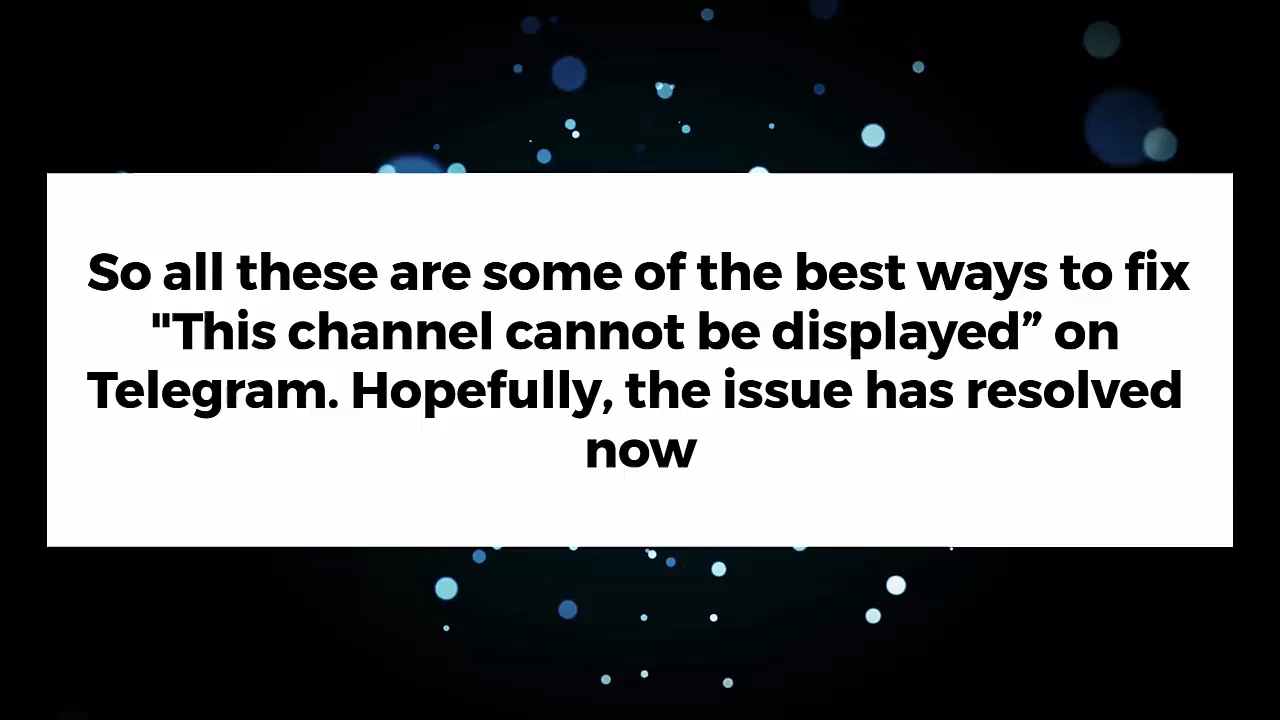 So all these are some of the best ways to fix
"This channel cannot be displayed” on
Telegram. Hopefully, the issue has resolved
now